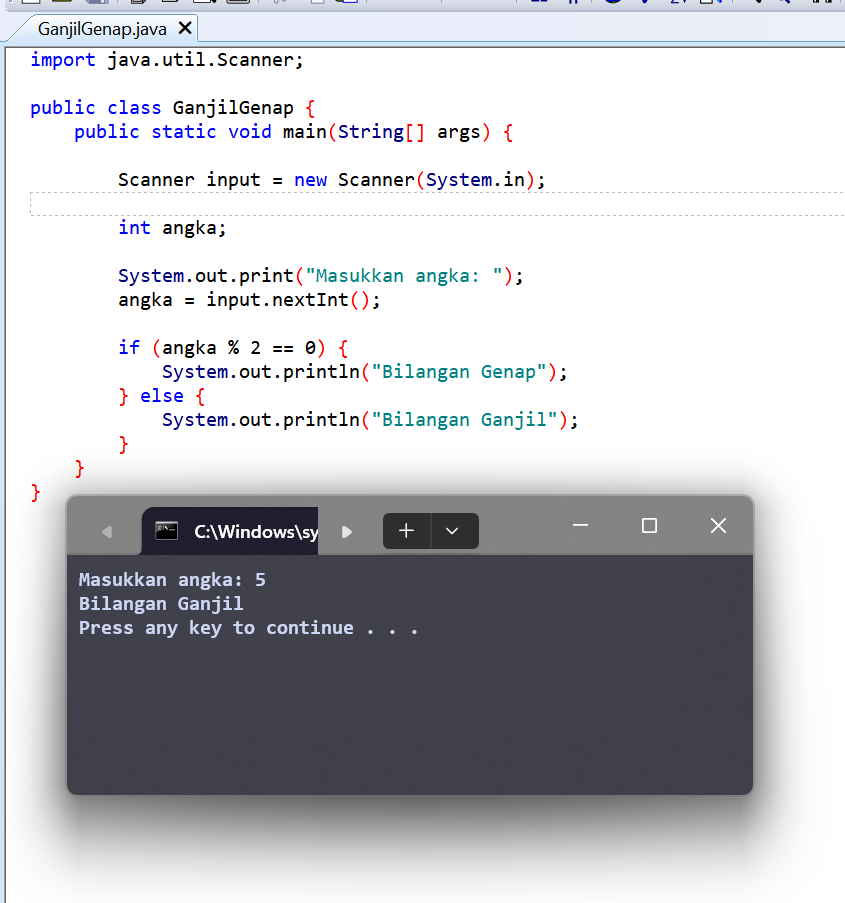 GanjilGenap.java
import java.util.Scanner;
public class GanjilGenap {
public static void main(String[] args) {
Scanner input = new Scanner(System.in);
int angka;
System.out.print("Masukkan angka: ");
angka = input.nextInt();
if (angka % 2 == 0) {
System.out.println("Bilangan Genap");
} else {
System.out.println("Bilangan Ganjil");
}
}
}
C:\Windows\sy
Masukkan angka: 5
Bilangan Ganjil
Press any key to continue . . .